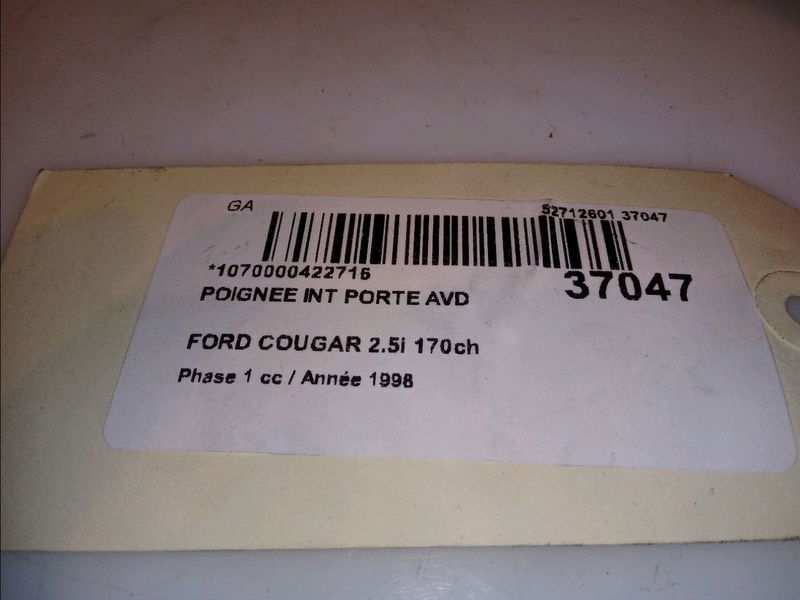 GA
52712601 37047
*1070000422716
37047
POIGNEE INT PORTE AVD
FORD COUGAR 2.5i 170ch
Phase 1 cc / Année 1998